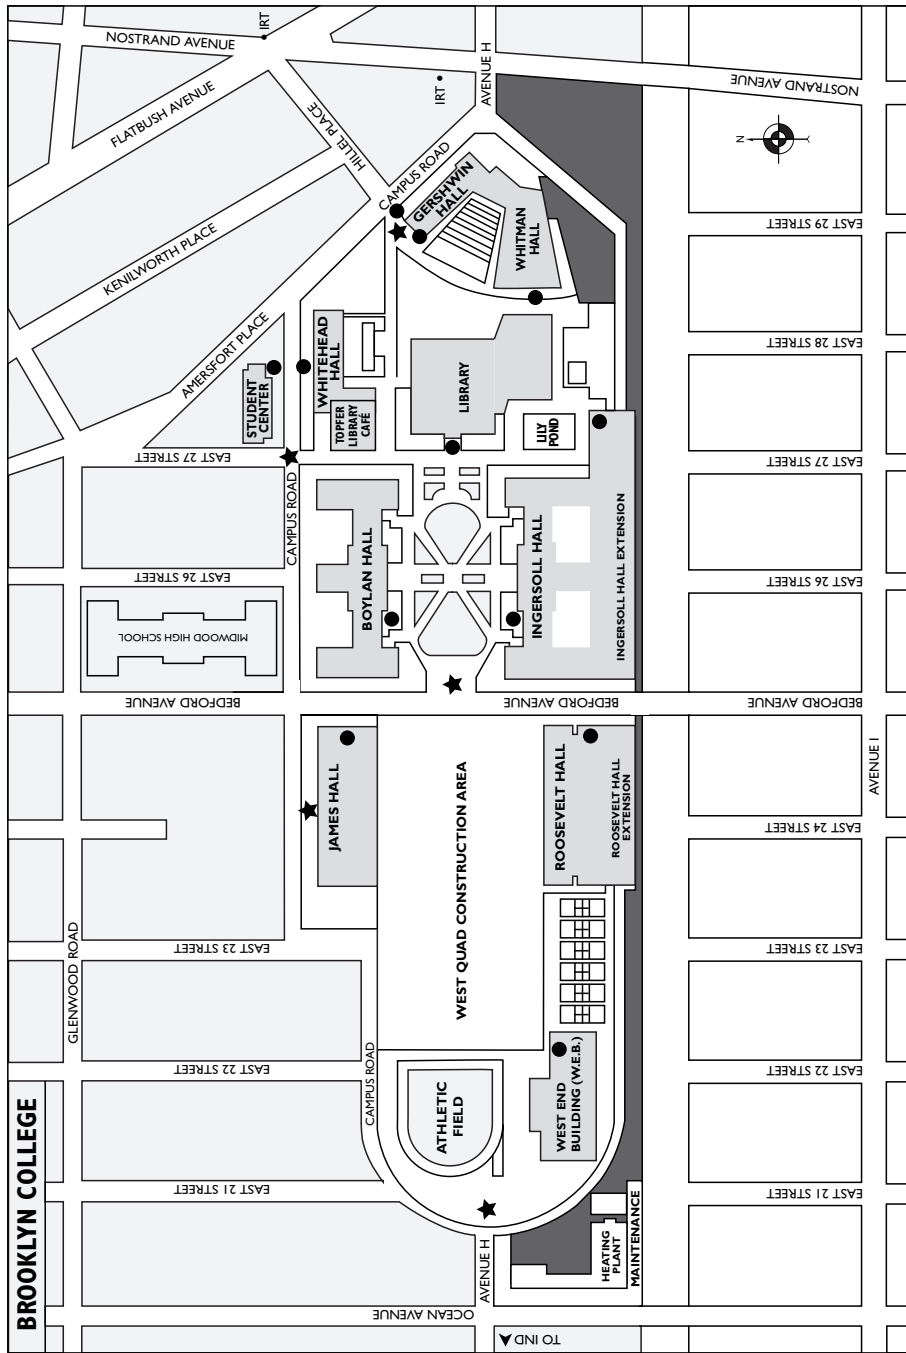 BROOKLYN COLLEGE
NOSTRAND AVENUE
IRT
FLATBUSH AVENUE
HILLEL PLACE
IRT
AVENUE H
NOSTRAND AVENUE
N
KENILWORTH PLACE
CAMPUS ROAD
GERSHWIN
HALL
WHITMAN
HALL
EAST 29 STREET
AMERSFORT PLACE
STUDENT
CENTER
WHITEHEAD
HALL
TOPFER
LIBRARY
CAFÉ
LIBRARY
LILY
POND
EAST 28 STREET
EAST 27 STREET
EAST 27 STREET
CAMPUS ROAD
BOYLAN HALL
INGERSOLL HALL
INGERSOLL HALL EXTENSION
EAST 26 STREET
EAST 26 STREET
MIDWOOD HIGH SCHOOL
BEDFORD AVENUE
BEDFORD AVENUE
BEDFORD AVENUE
JAMES HALL
WEST QUAD CONSTRUCTION AREA
ROOSEVELT HALL
ROOSEVELT HALL
EXTENSION
AVENUE I
EAST 24 STREET
GLENWOOD ROAD
EAST 23 STREET
EAST 23 STREET
CAMPUS ROAD
EAST 22 STREET
EAST 22 STREET
ATHLETIC
FIELD
WEST END
BUILDING (W.E.B.)
EAST 21 STREET
EAST 21 STREET
HEATING
PLANT
MAINTENANCE
AVENUE H
OCEAN AVENUE
TO IND